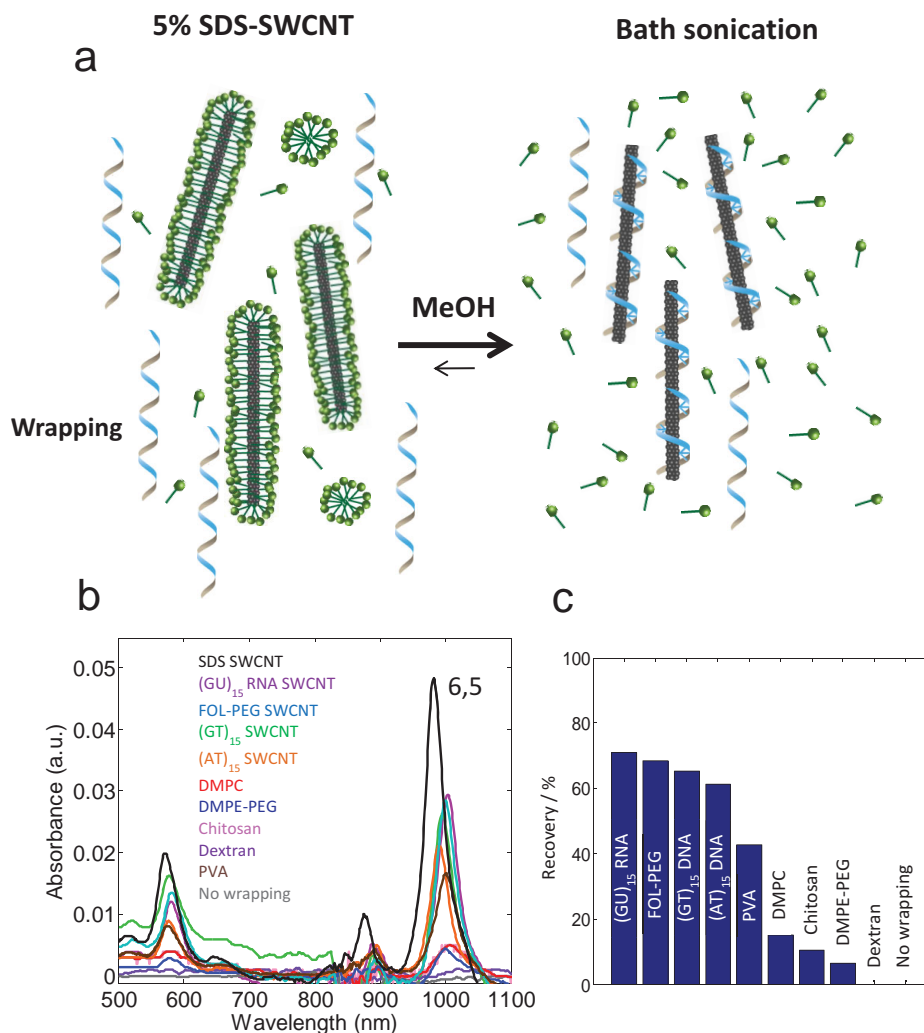 5% SDS-SWCNT
Bath sonication
a
MeOH
Wrapping
b
0.05
0.04
0.03
0.02
0.01
0
Absorbance (a.u.)
SDS SWCNT
(GU)15 RNA SWCNT
FOL-PEG SWCNT
(GT)15 SWCNT
(AT)15 SWCNT
DMPC
DMPE-PEG
Chitosan
Dextran
PVA
No wrapping
6,5
500 600 700 800 900 1000 1100
Wavelength (nm)
c
100
80
60
40
20
0
Recovery / %
(GU)15 RNA
FOL-PEG
(GT)15 DNA
(AT)15 DNA
PVA
DMPC
Chitosan
DMPE-PEG
Dextran
No wrapping